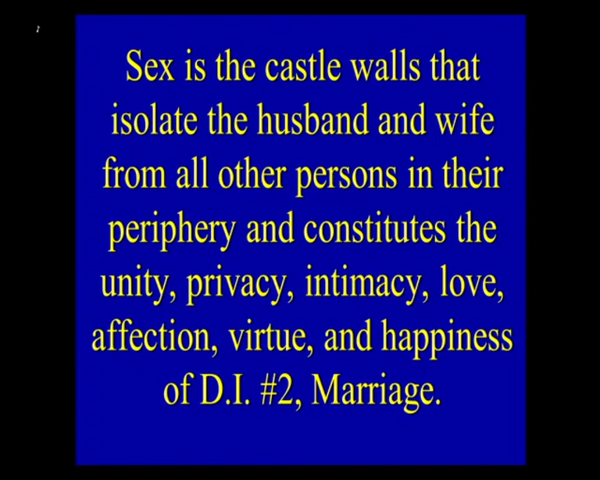 Sex is the castle walls that
isolate the husband and wife
from all other persons in their
periphery and constitutes the
unity, privacy, intimacy, love,
affection, virtue, and happiness
of D.I. #2, Marriage.